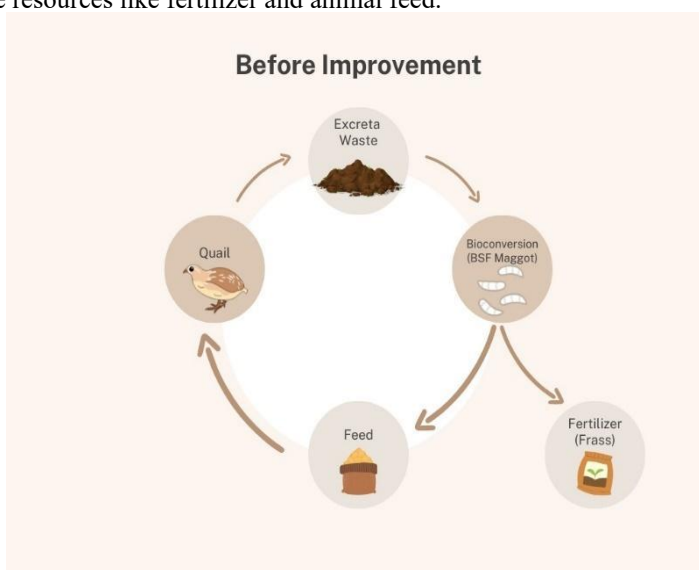 resources like fertilizer and animal feed.
Before Improvement
Excreta
Waste
Quail
Bioconversion
(BSF Maggot)
Feed
Fertilizer
(Frass)